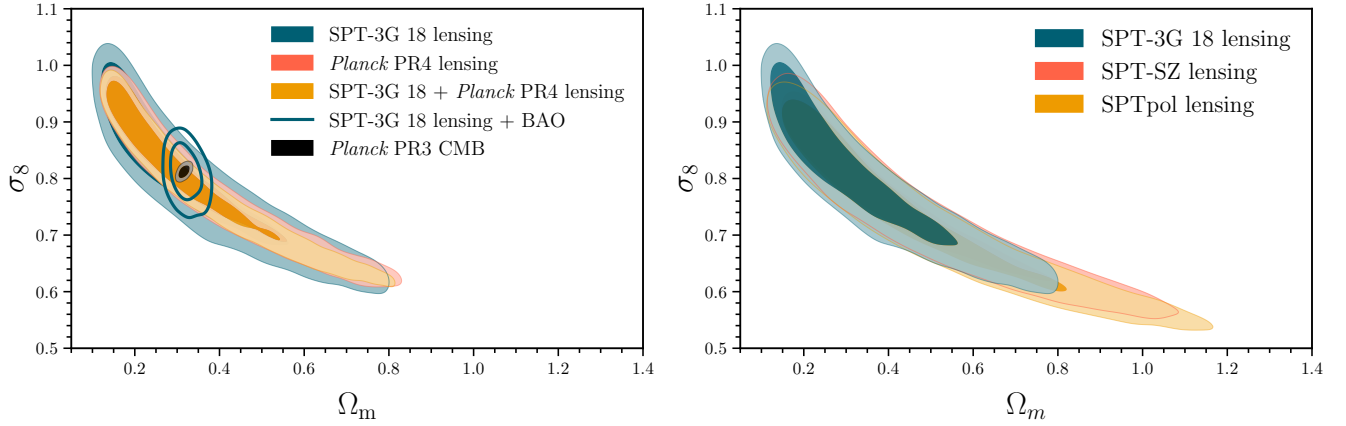 SPT-3G 18 lensing
Planck PR4 lensing
SPT-3G 18 + Planck PR4 lensing
SPT-3G 18 lensing + BAO
Planck PR3 CMB
1.1
1.0
0.9
0.8
0.7
0.6
0.5
σ8
0.2 0.4 0.6 0.8 1.0 1.2 1.4
Ωm
SPT-3G 18 lensing
SPT-SZ lensing
SPTpol lensing
1.1
1.0
0.9
0.8
0.7
0.6
0.5
σ8
0.2 0.4 0.6 0.8 1.0 1.2 1.4
Ωm